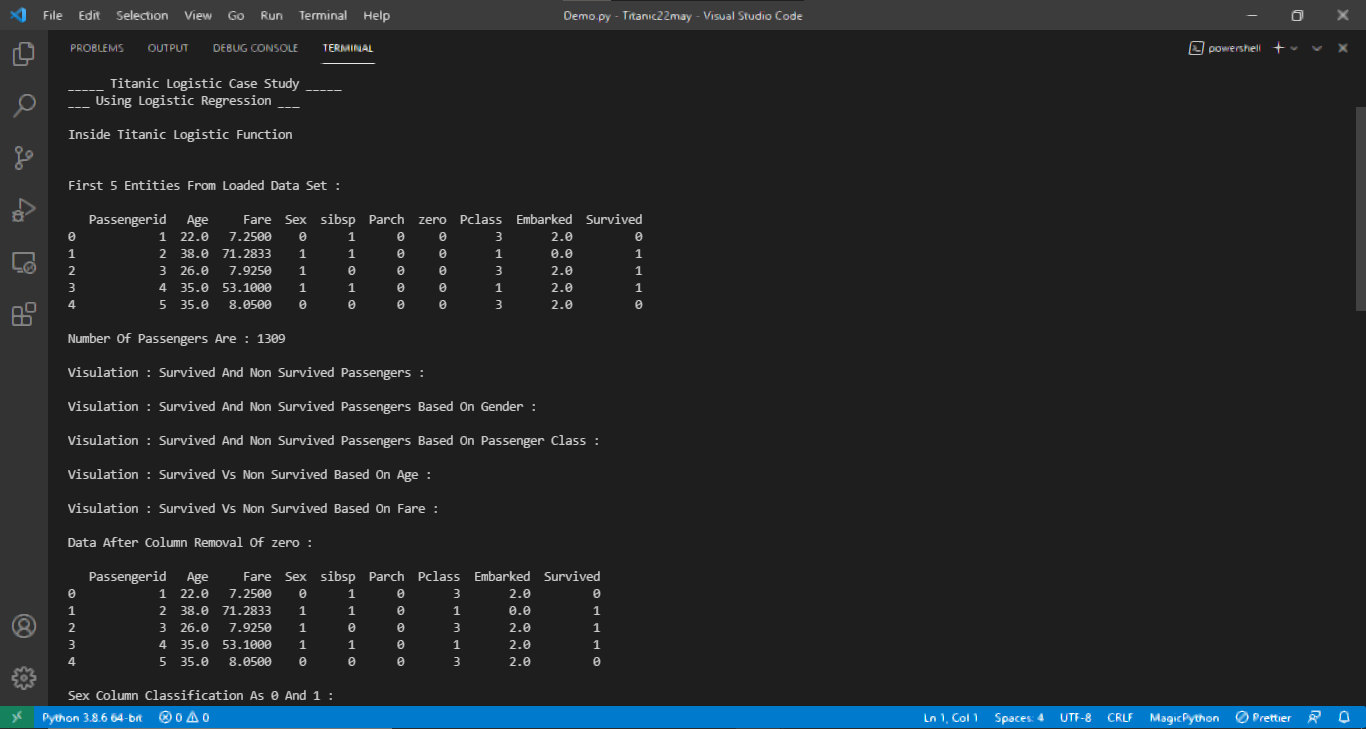 File Edit Selection View Go Run Terminal Help Demo.py - Titanic22may - Visual Studio Code
PROBLEMS OUTPUT DEBUG CONSOLE TERMINAL powershell
_____ Titanic Logistic Case Study _____
___ Using Logistic Regression ___
Inside Titanic Logistic Function
First 5 Entities From Loaded Data Set :
Passengerid Age Fare Sex sibsp Parch zero Pclass Embarked Survived
0 1 22.0 7.2500 0 1 0 0 3 2.0 0
1 2 38.0 71.2833 1 1 0 0 1 0.0 1
2 3 26.0 7.9250 1 0 0 0 3 2.0 1
3 4 35.0 53.1000 1 1 0 0 1 2.0 1
4 5 35.0 8.0500 0 0 0 0 3 2.0 0
Number Of Passengers Are : 1309
Visulation : Survived And Non Survived Passengers :
Visulation : Survived And Non Survived Passengers Based On Gender :
Visulation : Survived And Non Survived Passengers Based On Passenger Class :
Visulation : Survived Vs Non Survived Based On Age :
Visulation : Survived Vs Non Survived Based On Fare :
Data After Column Removal Of zero :
Passengerid Age Fare Sex sibsp Parch Pclass Embarked Survived
0 1 22.0 7.2500 0 1 0 3 2.0 0
1 2 38.0 71.2833 1 1 0 1 0.0 1
2 3 26.0 7.9250 1 0 0 3 2.0 1
3 4 35.0 53.1000 1 1 0 1 2.0 1
4 5 35.0 8.0500 0 0 0 3 2.0 0
Sex Column Classification As 0 And 1 :
Python 3.8.6 64-bit 0 0 Ln 1, Col 1 Spaces: 4 UTF-8 CRLF MagicPython Prettier